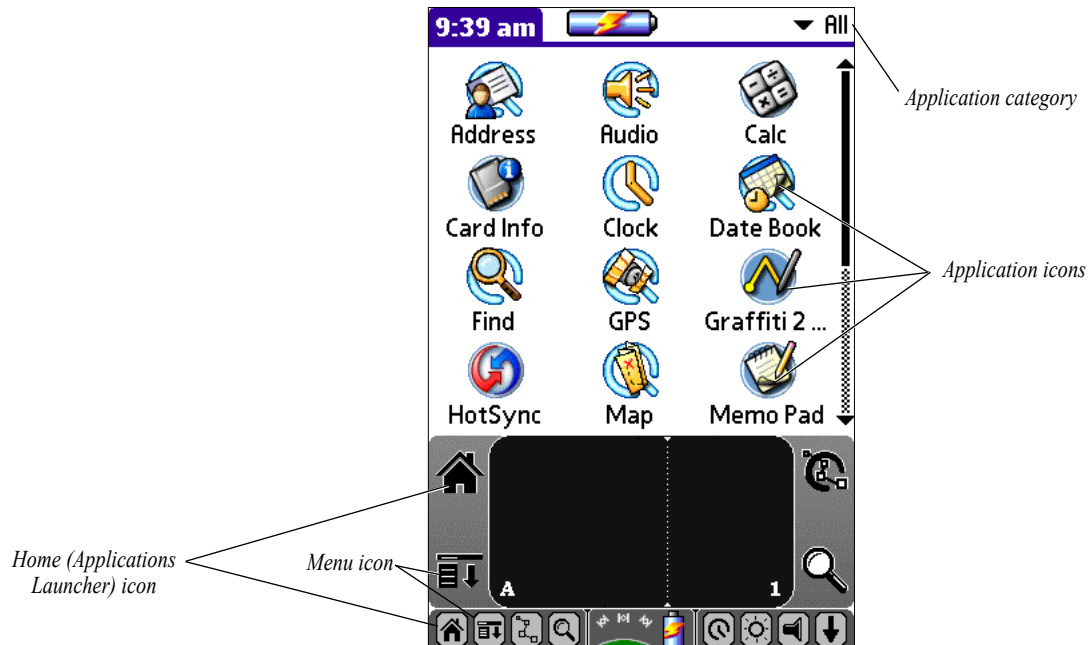 9:39 am
All
Application category
Address
Audio
Calc
Card Info
Clock
Date Book
Application icons
Find
GPS
Graffiti 2 ...
HotSync
Map
Memo Pad
Home (Applications
Launcher) icon
Menu icon
A
1